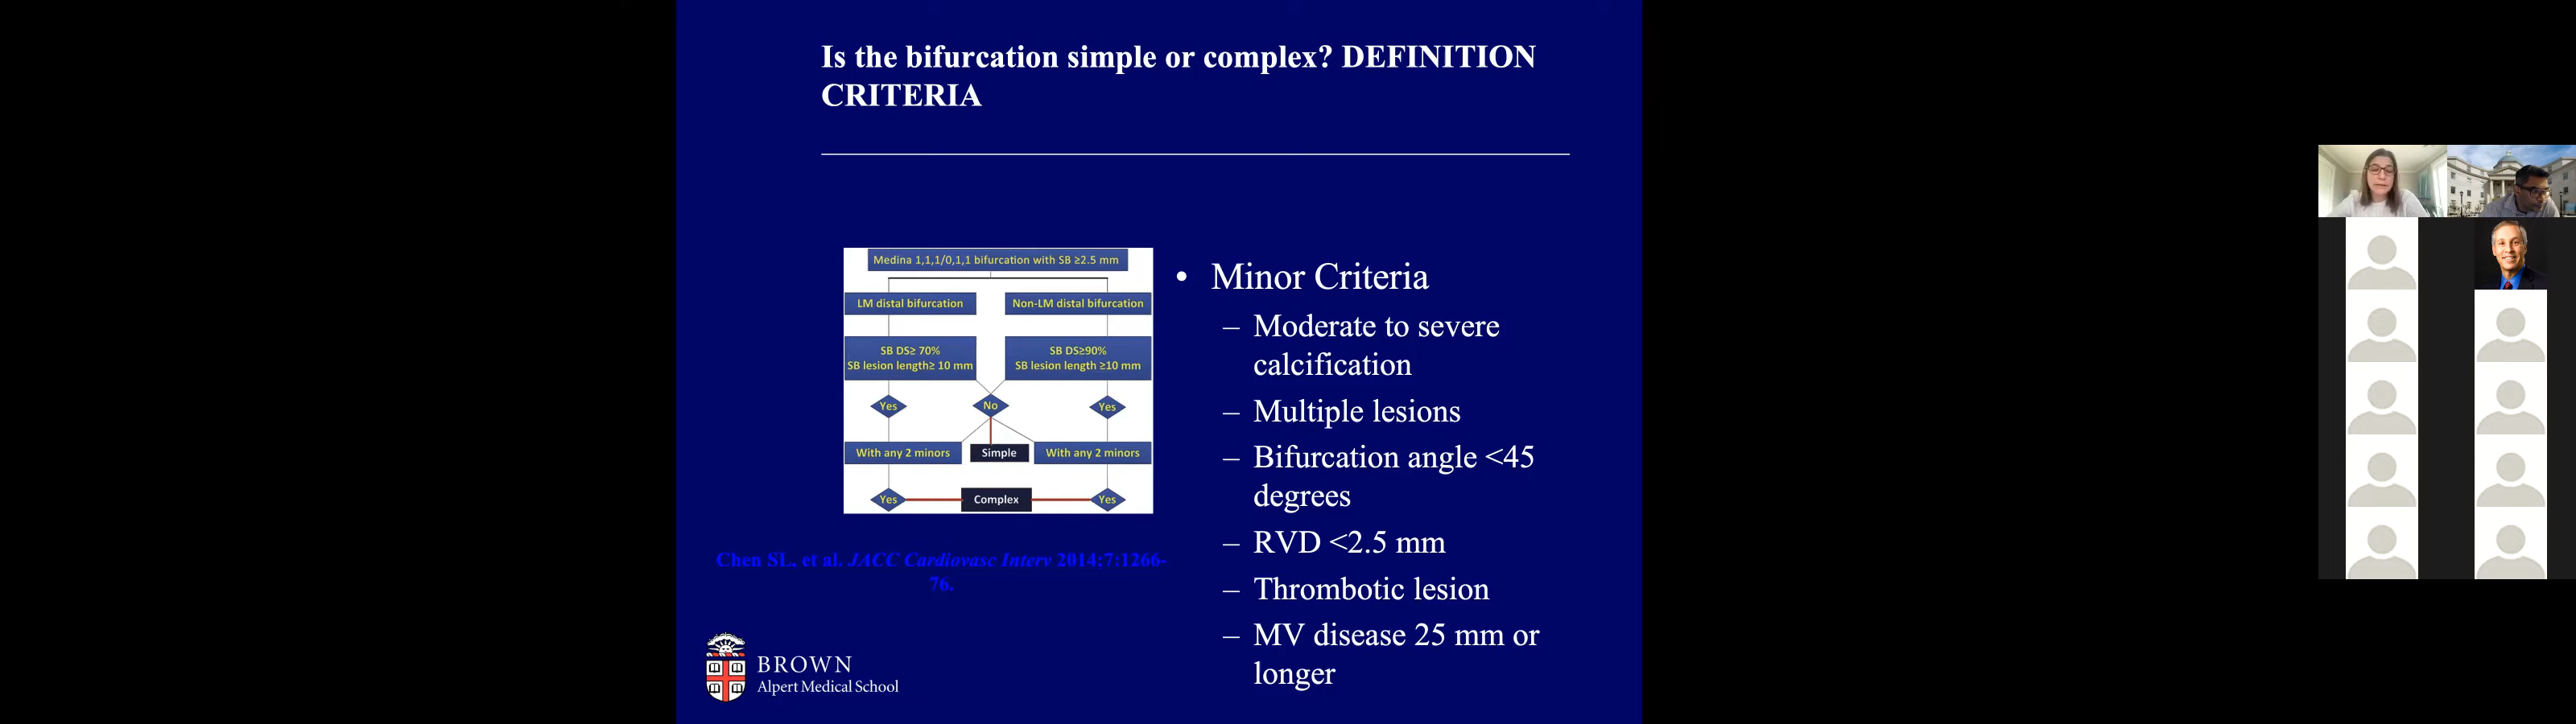 Is the bifurcation simple or complex? DEFINITION
CRITERIA
Medina 1,1,1/0,1,1 bifurcation with SB ≥2.5 mm
LM distal bifurcation
Non-LM distal bifurcation
SB DS≥ 70%
SB lesion length≥ 10 mm
SB DS≥90%
SB lesion length ≥10 mm
Yes
No
Yes
With any 2 minors
Simple
With any 2 minors
Yes
Complex
Yes
Chen SL, et al. JACC Cardiovasc Interv 2014;7:1266-
76.
• Minor Criteria
– Moderate to severe
calcification
– Multiple lesions
– Bifurcation angle <45
degrees
– RVD <2.5 mm
– Thrombotic lesion
– MV disease 25 mm or
longer
BROWN
Alpert Medical School